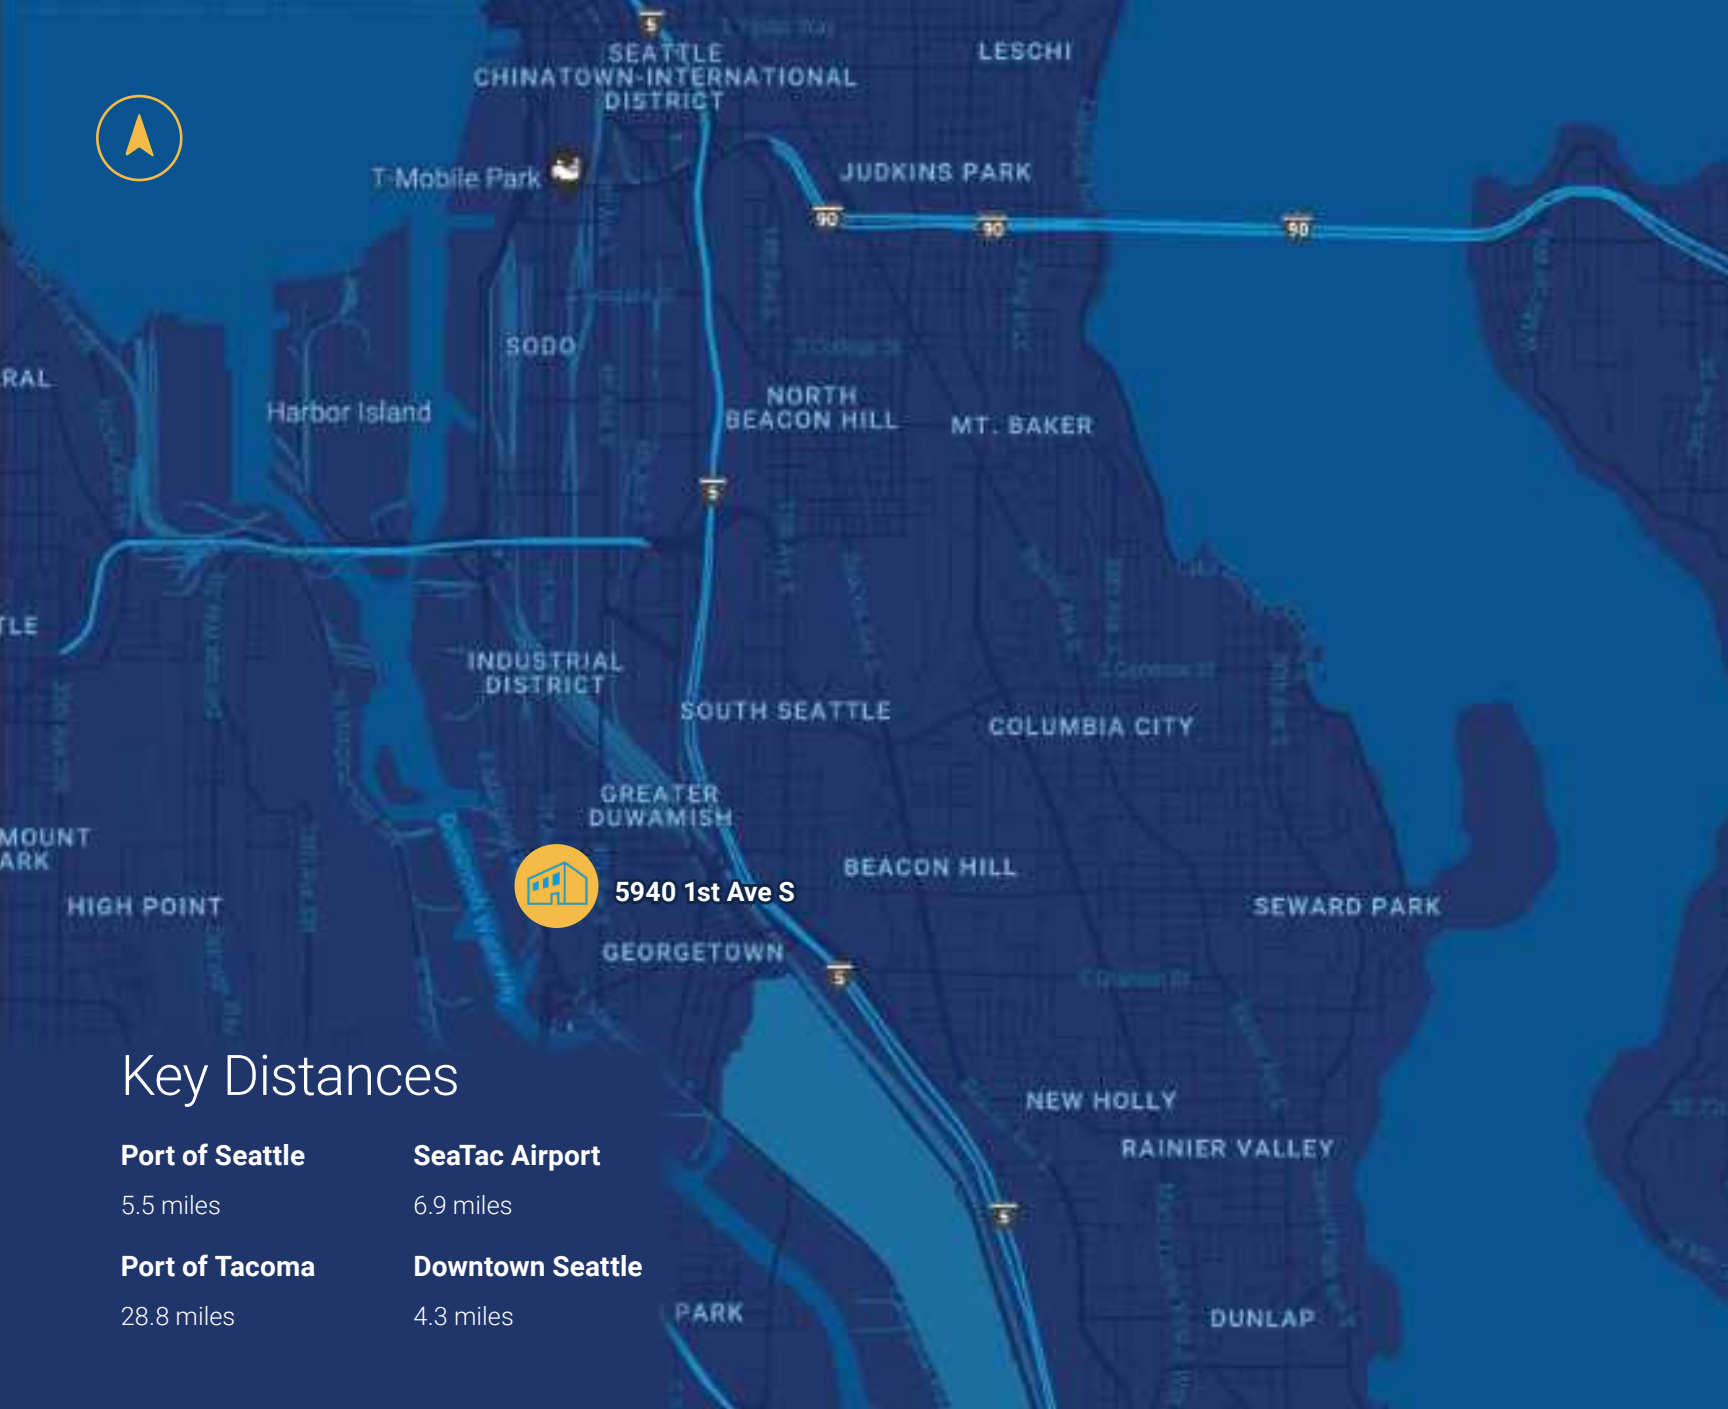 5
SEATTLE
CHINATOWN-INTERNATIONAL
DISTRICT
LESCHI
T-Mobile Park
JUDKINS PARK
90
90
90
SODO
RAL
Harbor Island
NORTH
BEACON HILL
MT. BAKER
5
TLE
INDUSTRIAL
DISTRICT
SOUTH SEATTLE
COLUMBIA CITY
GREATER
DUWAMISH
MOUNT
ARK
BEACON HILL
5940 1st Ave S
HIGH POINT
SEWARD PARK
GEORGETOWN
5
Key Distances
NEW HOLLY
RAINIER VALLEY
Port of Seattle
5.5 miles
SeaTac Airport
6.9 miles
5
Port of Tacoma
28.8 miles
Downtown Seattle
4.3 miles
PARK
DUNLAP